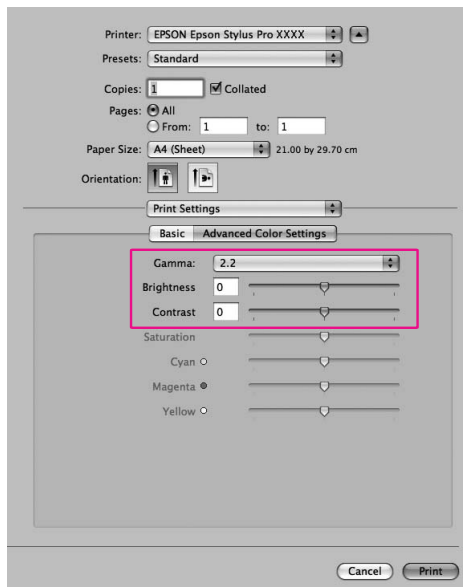 Printer: EPSON Epson Stylus Pro XXXX
Presets: Standard
Copies: 1 Collated
Pages: All
From: 1 to: 1
Paper Size: A4 (Sheet) 21.00 by 29.70 cm
Orientation:
Print Settings
Basic Advanced Color Settings
Gamma: 2.2
Brightness 0
Contrast 0
Saturation
Cyan
Magenta
Yellow
Cancel Print